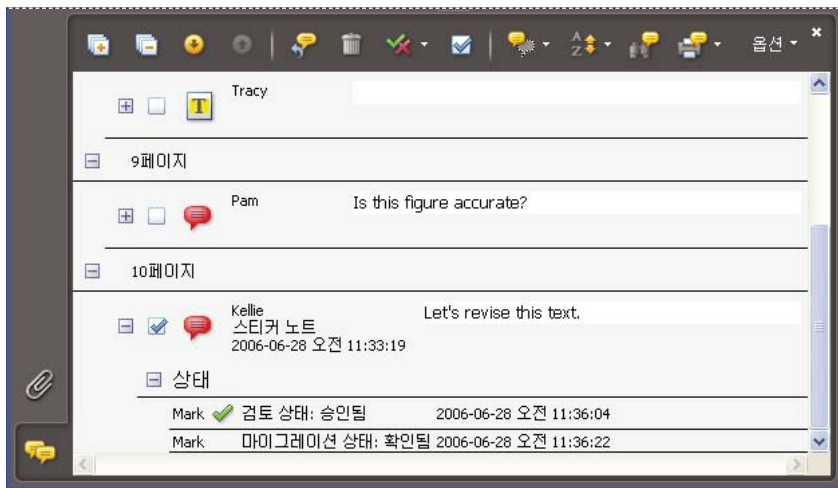 옵션
Tracy
9페이지
Pam Is this figure accurate?
10페이지
Kellie Let's revise this text.
스티커 노트
2006-06-28 오전 11:33:19
상태
Mark 검토 상태: 승인됨 2006-06-28 오전 11:36:04
Mark 마이그레이션 상태: 확인됨 2006-06-28 오전 11:36:22